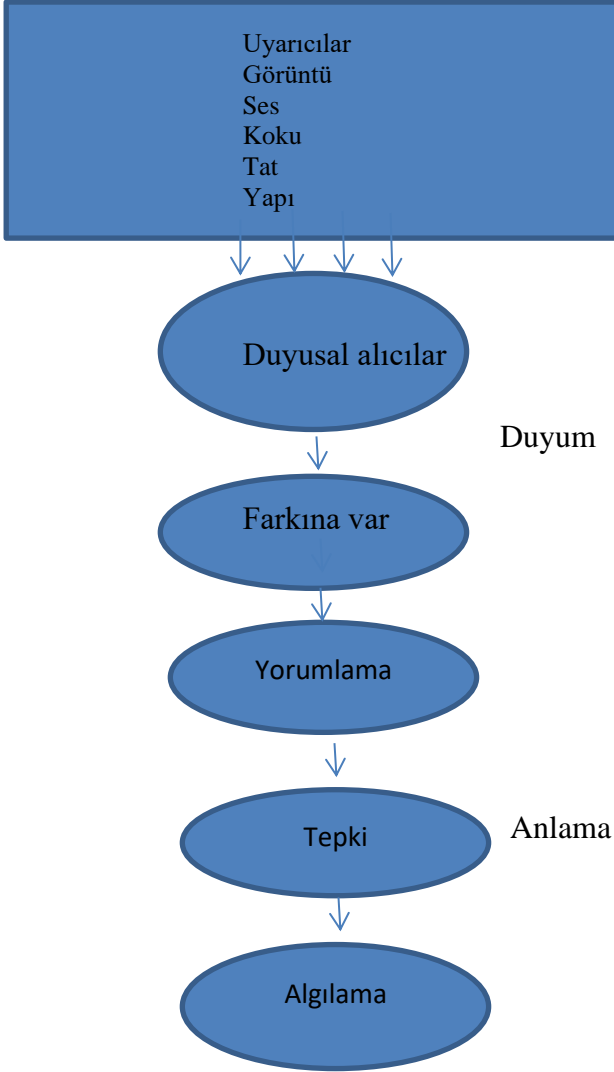 Uyarıcılar
Görüntü
Ses
Koku
Tat
Yapı
Duyusal alıcılar
Duyum
Farkına var
Yorumlama
Tepki
Anlama
Algılama